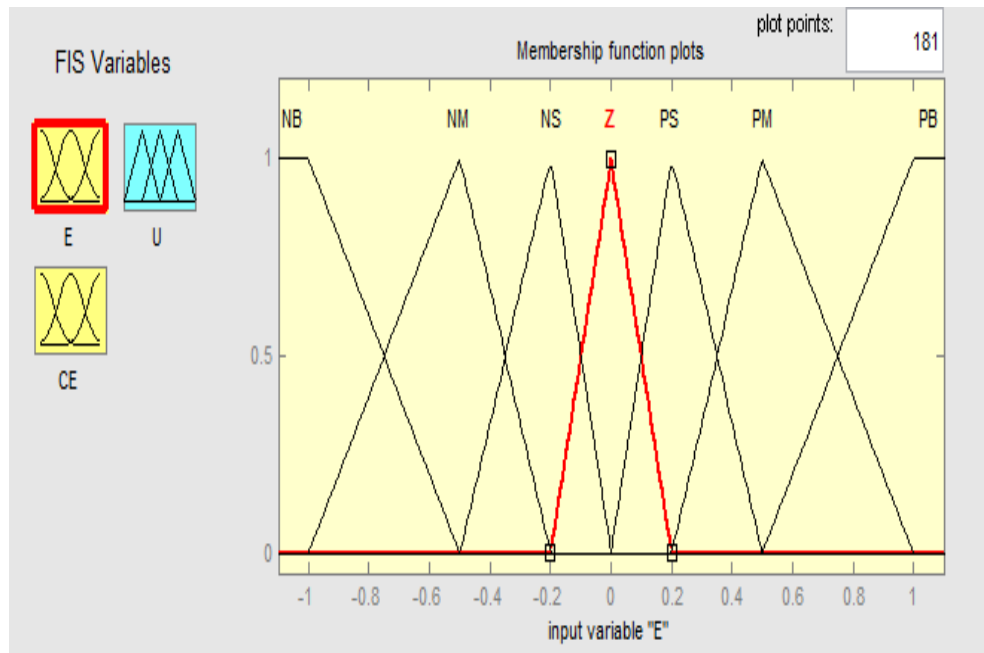 plot points:
181
FIS Variables
Membership function plots
NB NM NS Z PS PM PB
E U
CE
1
0.5
0
-1 -0.8 -0.6 -0.4 -0.2 0 0.2 0.4 0.6 0.8 1
input variable "E"